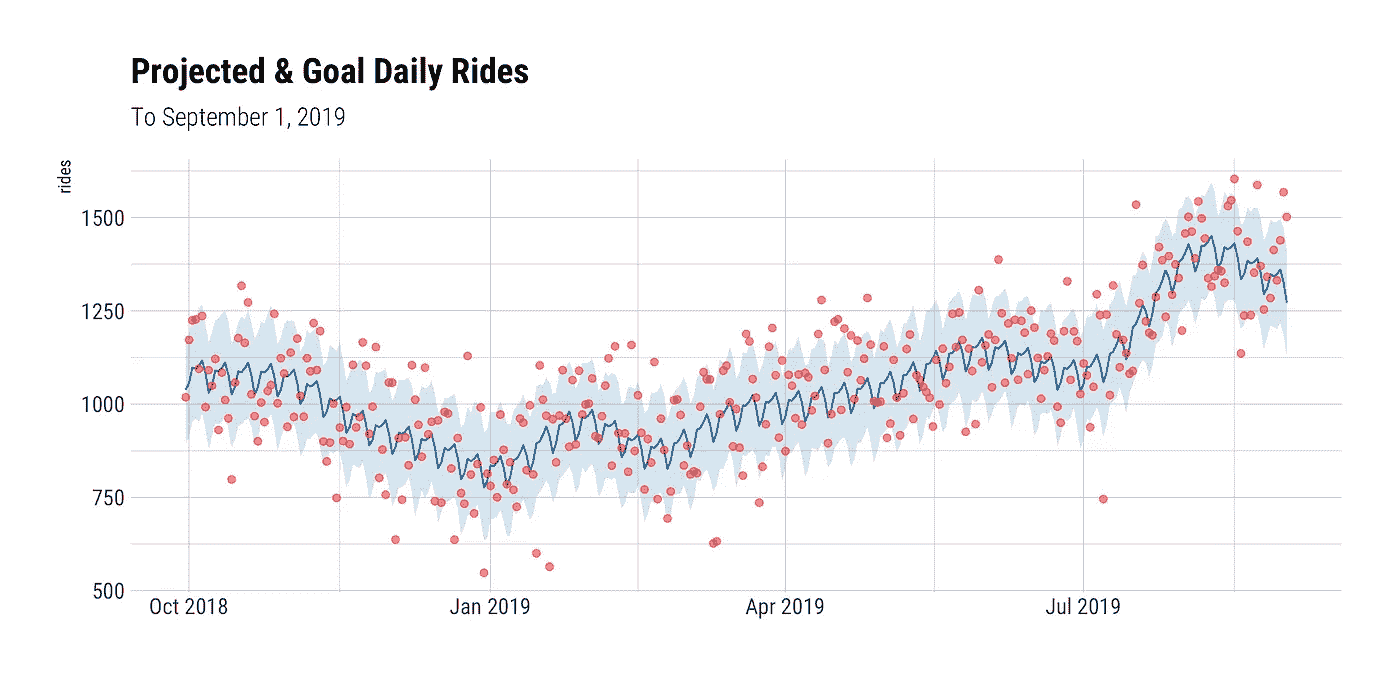 Projected & Goal Daily Rides
To September 1, 2019
rides
1500
1250
1000
750
500
Oct 2018
Jan 2019
Apr 2019
Jul 2019